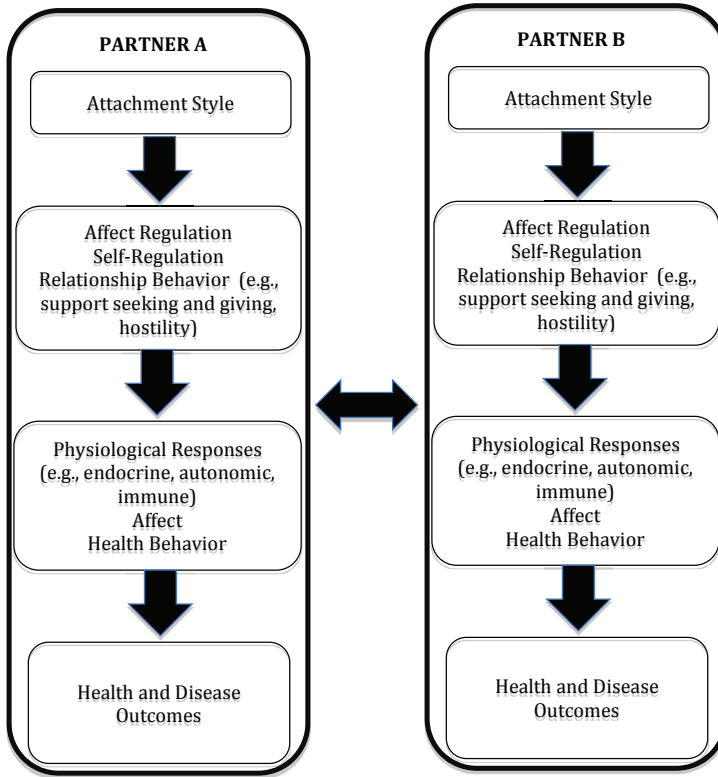 PARTNER A
Attachment Style
Affect Regulation
Self-Regulation
Relationship Behavior (e.g.,
support seeking and giving,
hostility)
Physiological Responses
(e.g., endocrine, autonomic,
immune)
Affect
Health Behavior
Health and Disease
Outcomes
PARTNER B
Attachment Style
Affect Regulation
Self-Regulation
Relationship Behavior (e.g.,
support seeking and giving,
hostility)
Physiological Responses
(e.g., endocrine, autonomic,
immune)
Affect
Health Behavior
Health and Disease
Outcomes